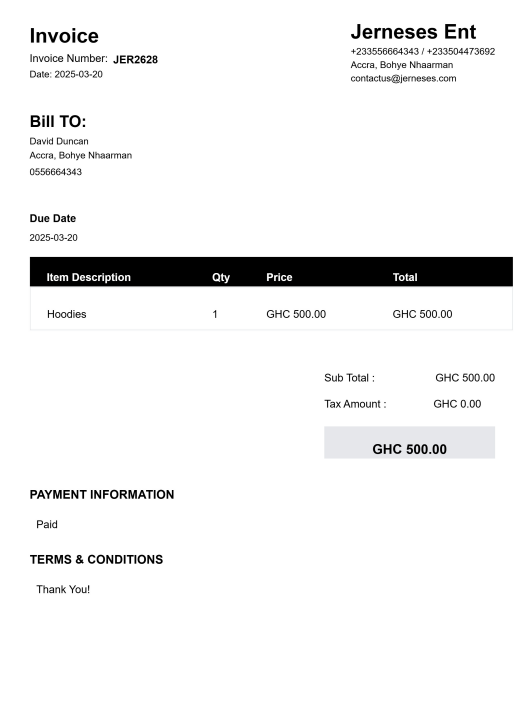 Invoice
Invoice Number: JER2628
Date: 2025-03-20
Jerneses Ent
+233556664343 / +233504473692
Accra, Bohye Nhaarman
contactus@jerneses.com
Bill TO:
David Duncan
Accra, Bohye Nhaarman
0556664343
Due Date
2025-03-20
Item Description Qty Price Total
Hoodies 1 GHC 500.00 GHC 500.00
Sub Total : GHC 500.00
Tax Amount : GHC 0.00
GHC 500.00
PAYMENT INFORMATION
Paid
TERMS & CONDITIONS
Thank You!